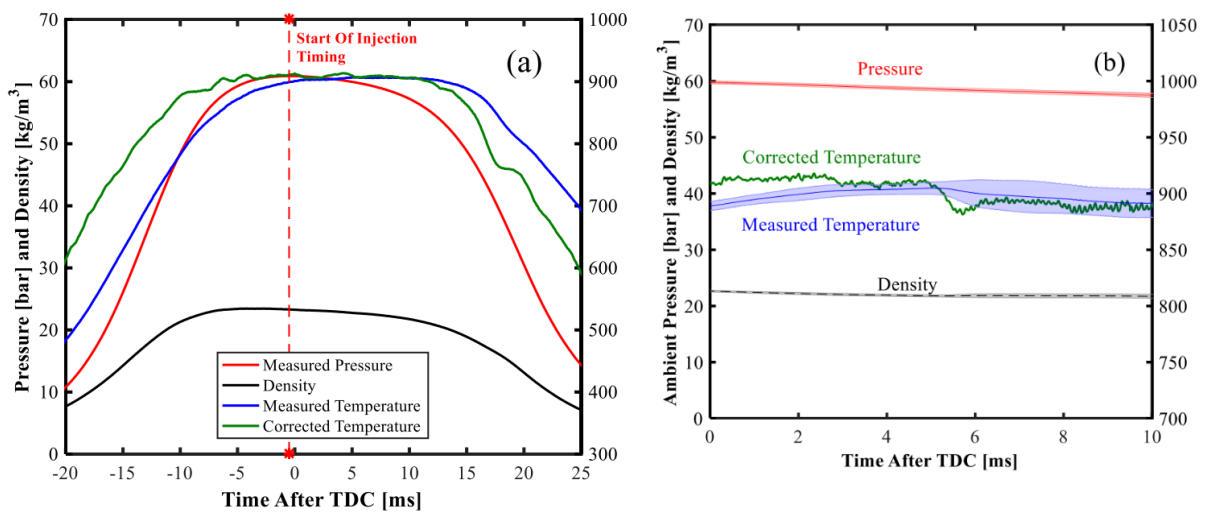 70
60
50
40
30
20
10
0
Pressure [bar] and Density [kg/m³]
1000
900
800
700
600
500
400
300
-20 -15 -10 -5 0 5 10 15 20 25
Time After TDC [ms]
Start Of Injection
Timing
(a)
Measured Pressure
Density
Measured Temperature
Corrected Temperature
70
60
50
40
30
20
10
0
Ambient Pressure [bar] and Density [kg/m³]
1050
1000
950
900
850
800
750
700
0 2 4 6 8 10
Time After TDC [ms]
(b)
Pressure
Corrected Temperature
Measured Temperature
Density